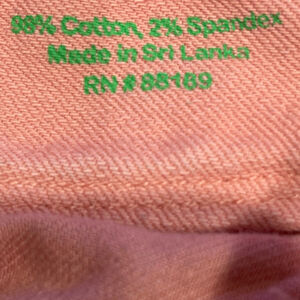 98% Cotton, 2% Spandex
Made in Sri Lanka
RN # 88169